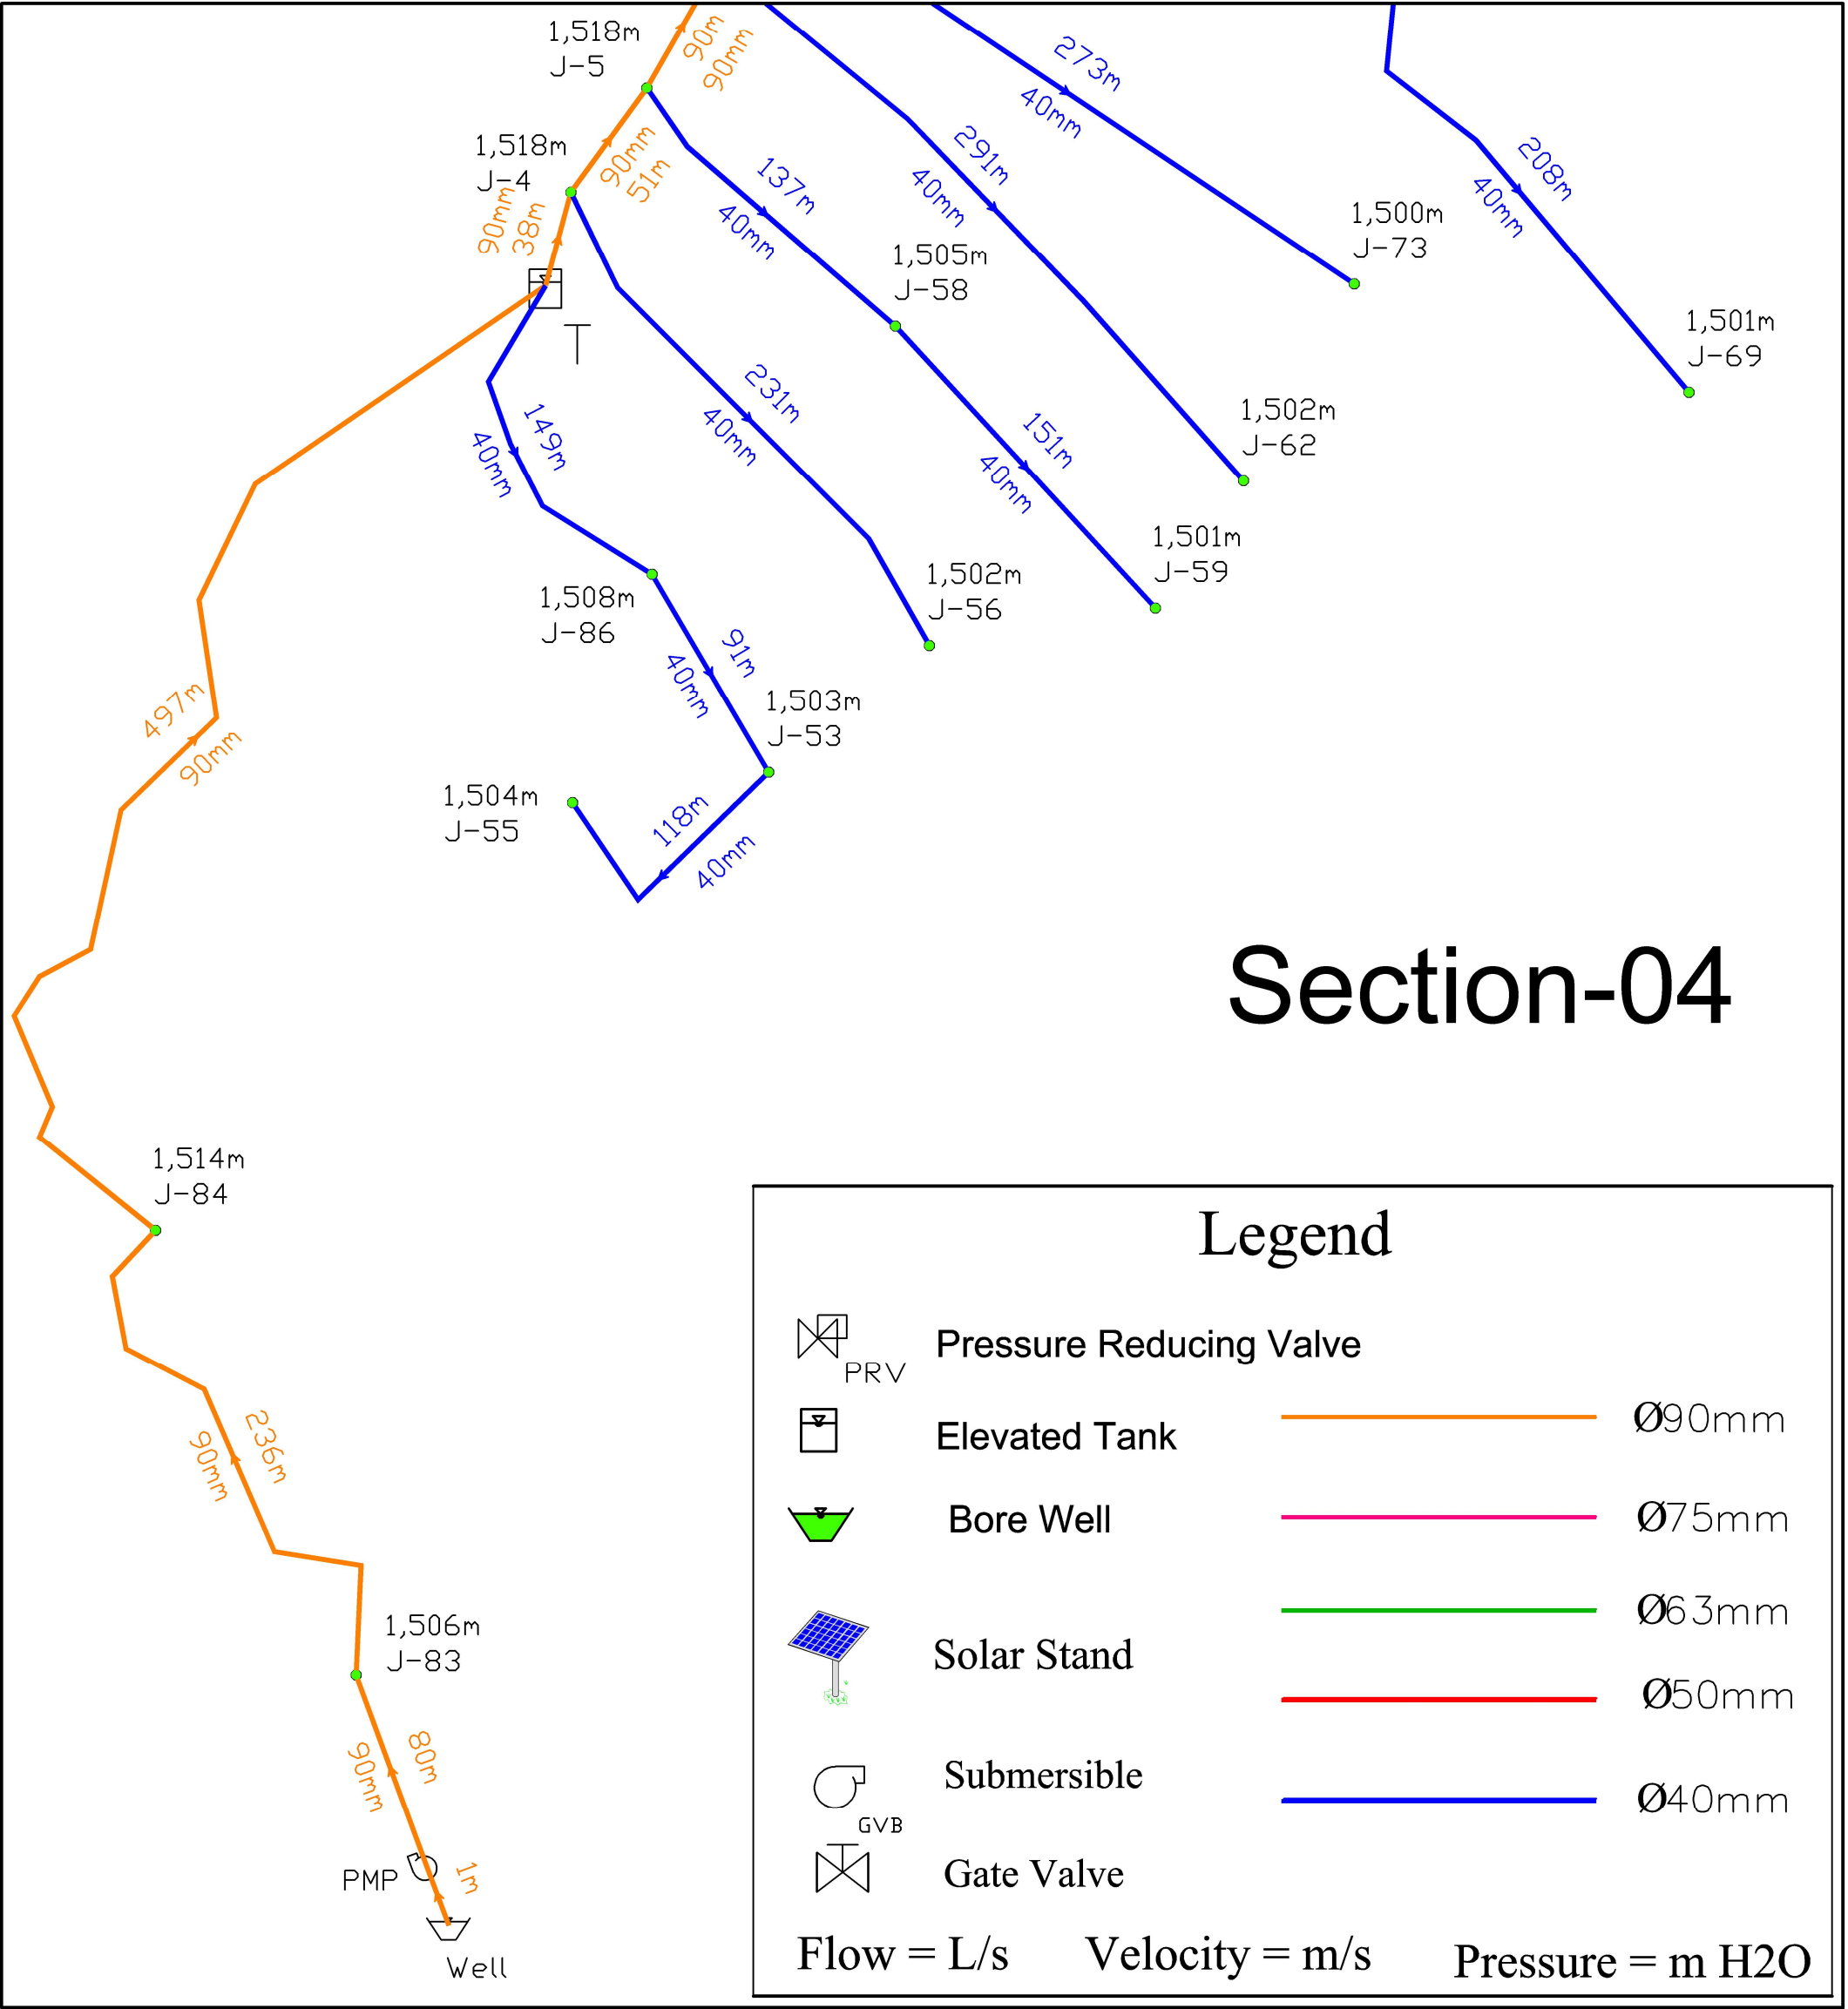 1,518m
J-5
90m
90mm
273m
40mm
1,518m
J-4
90mm
51m
90mm
38m
137m
40mm
291m
40mm
208m
40mm
1,500m
J-73
1,505m
J-58
1,501m
J-69
T
149m
40mm
231m
40mm
151m
40mm
1,502m
J-62
1,501m
J-59
1,502m
J-56
1,508m
J-86
91m
40mm
1,503m
J-53
497m
90mm
1,504m
J-55
118m
40mm
Section-04
1,514m
J-84
236m
90mm
1,506m
J-83
80m
90mm
PMP
1m
Well
Legend
PRV
Pressure Reducing Valve
Elevated Tank
Bore Well
Solar Stand
Submersible
GVB
Gate Valve
Ø90mm
Ø75mm
Ø63mm
Ø50mm
Ø40mm
Flow = L/s Velocity = m/s Pressure = m H2O